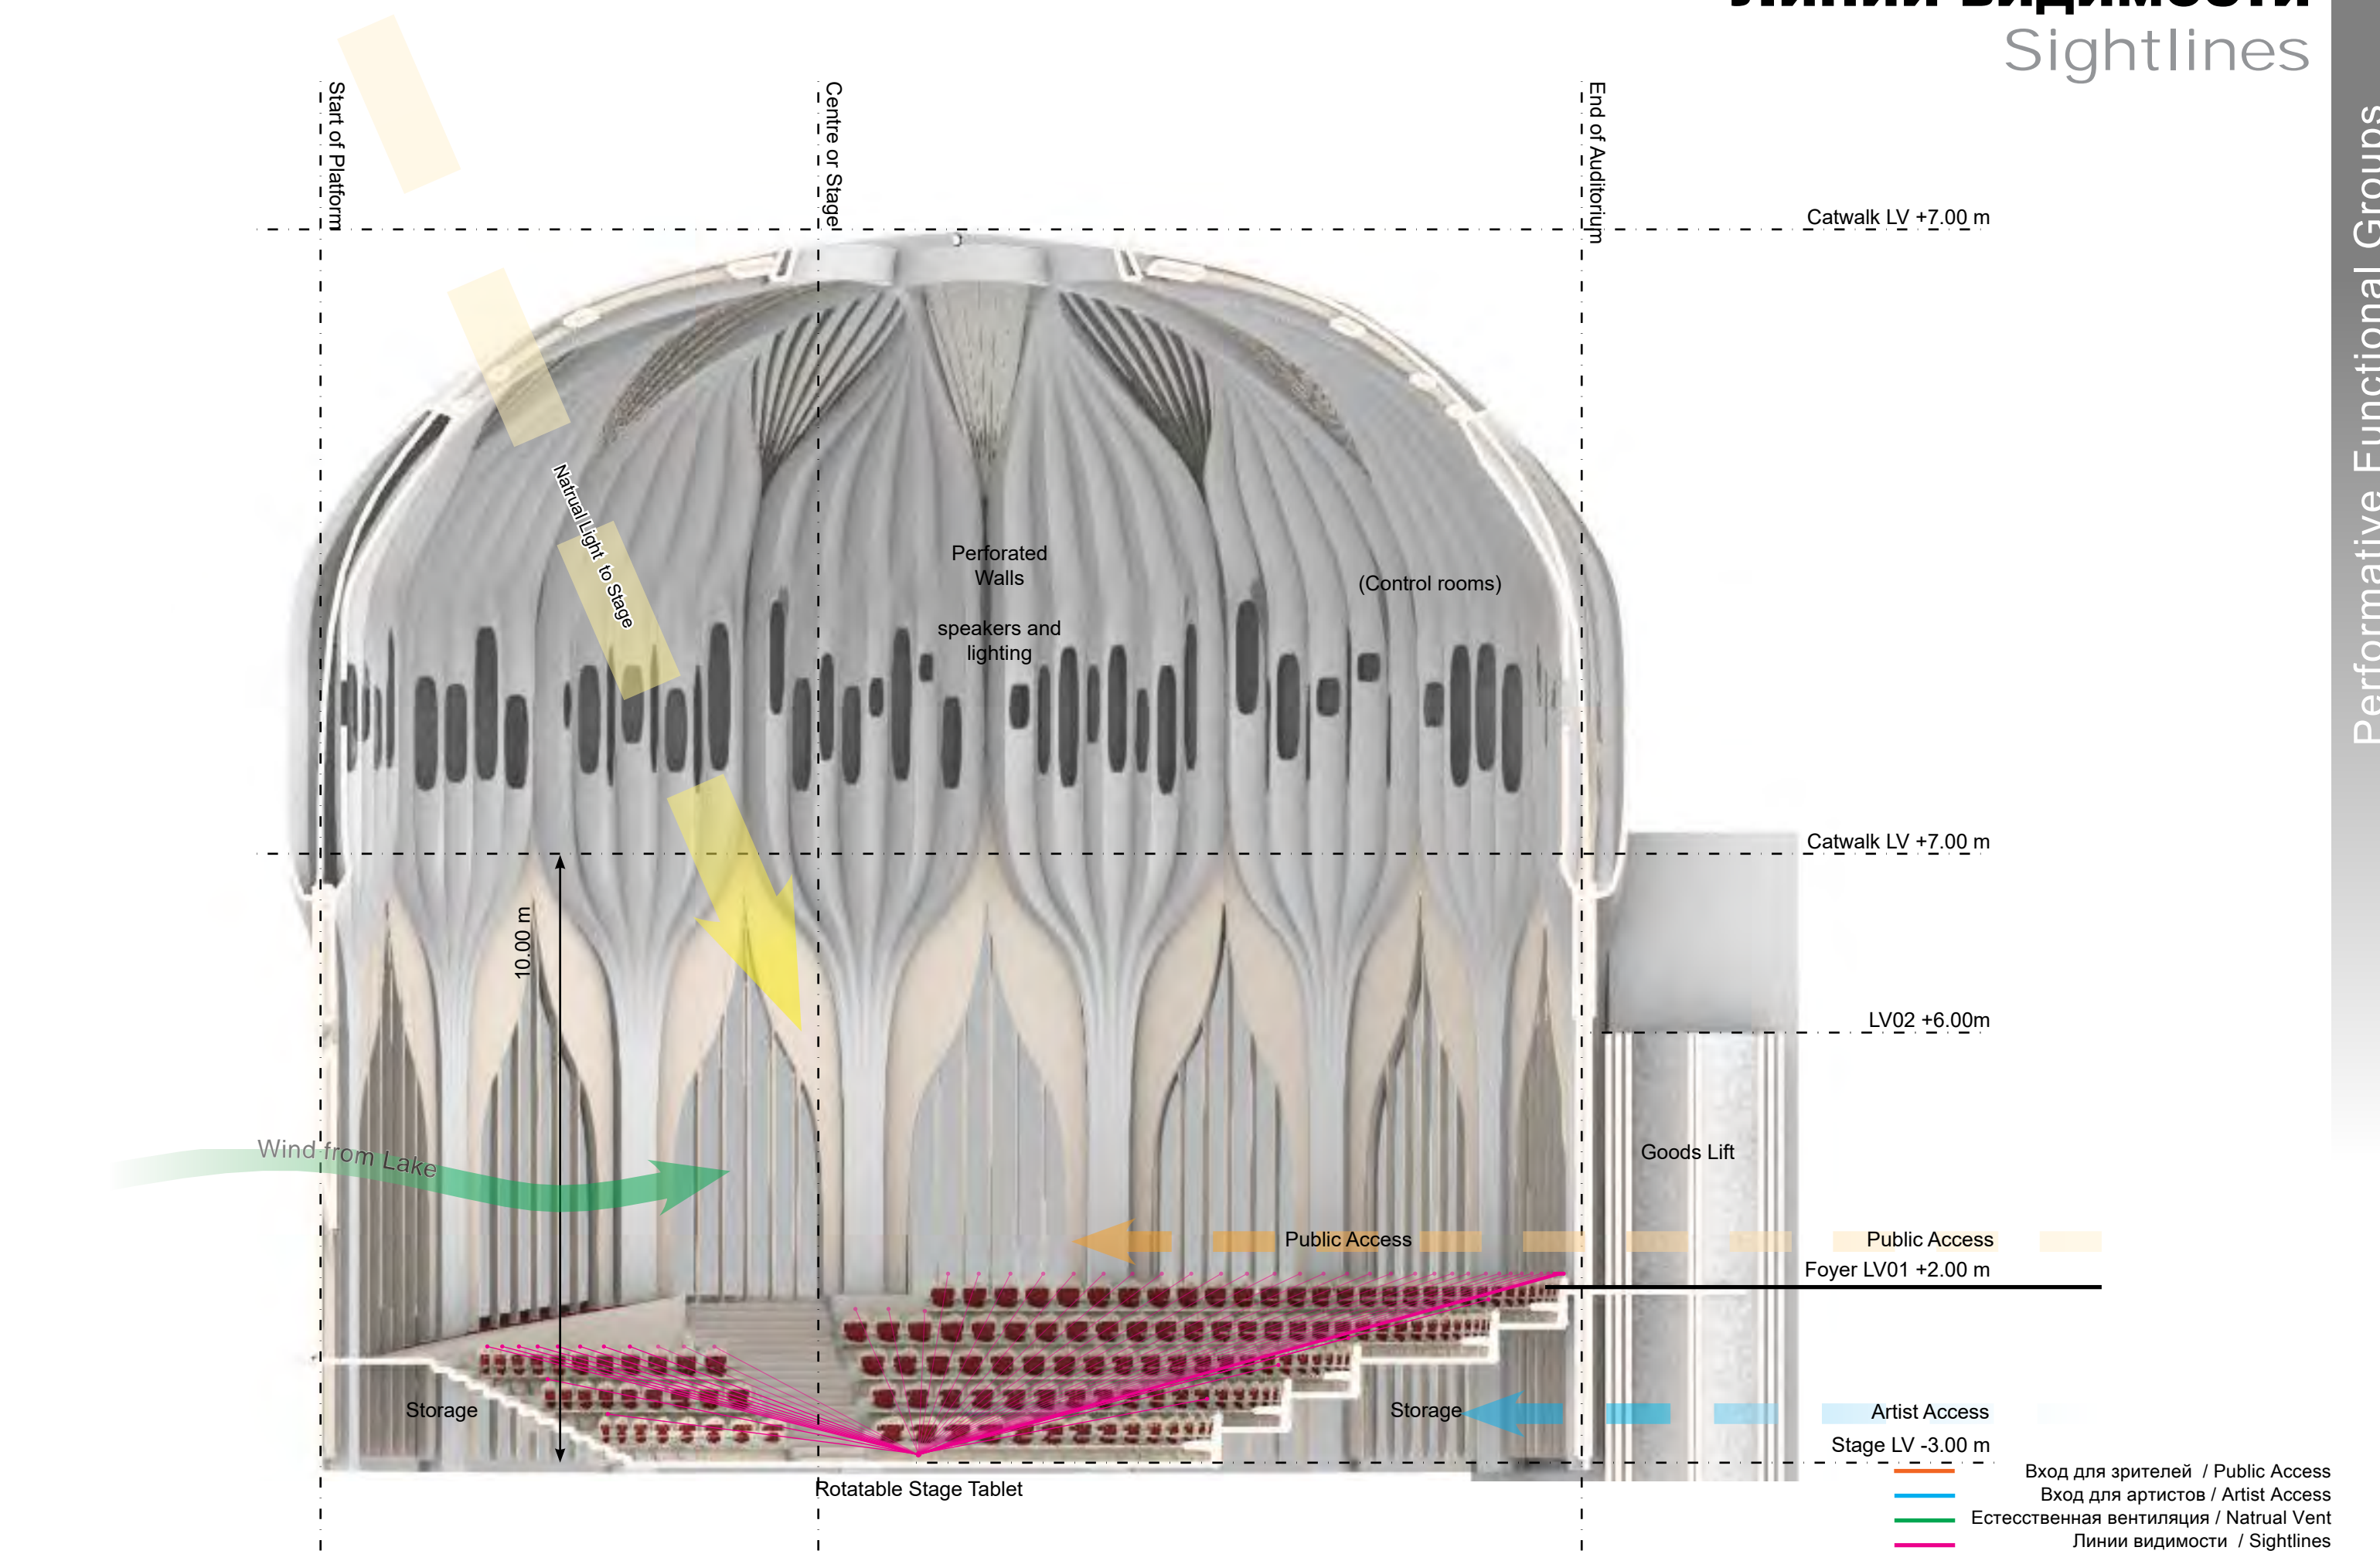 Линии видимости
Sightlines
Performative Functional Groups
Start of Platform
Centre or Stage
End of Auditorium
Catwalk LV +7.00 m
Natrual Light to Stage
Perforated
Walls
(Control rooms)
speakers and
lighting
Catwalk LV +7.00 m
10.00 m
LV02 +6.00m
Wind from Lake
Goods Lift
Public Access
Public Access
Foyer LV01 +2.00 m
Storage
Storage
Artist Access
Stage LV -3.00 m
Rotatable Stage Tablet
Вход для зрителей / Public Access
Вход для артистов / Artist Access
Естесственная вентиляция / Natrual Vent
Линии видимости / Sightlines